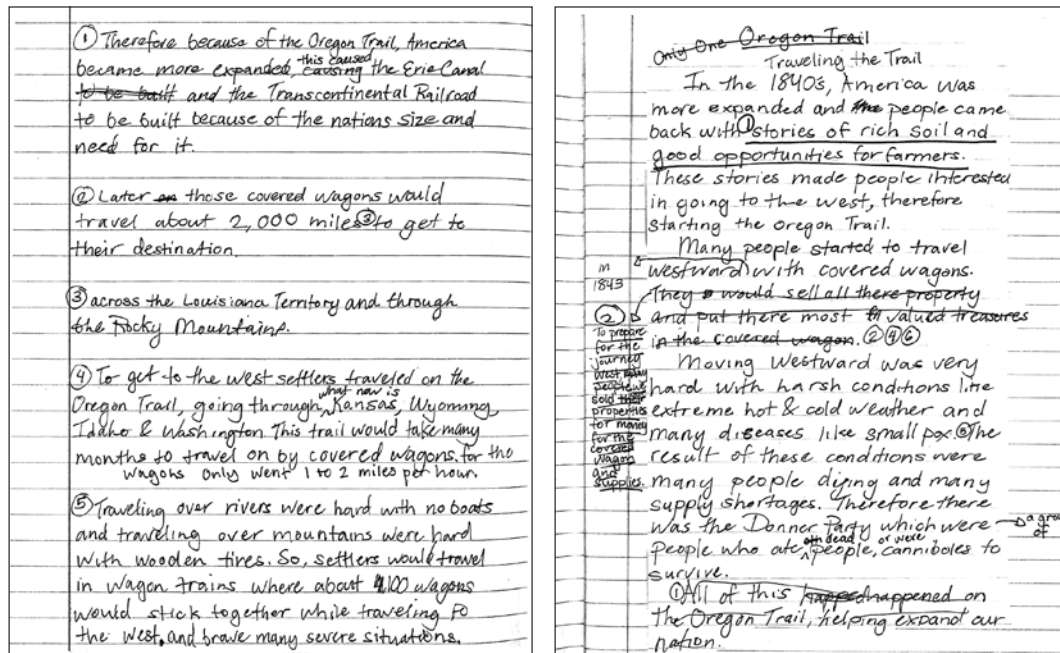 ① Therefore because of the Oregon Trail, America
became more expanded, this caused causing the Erie Canal
to be built and the Transcontinental Railroad
to be built because of the nations size and
need for it.
② Later on those covered wagons would
travel about 2,000 miles ③ to get to
their destination.
③ across the Louisiana Territory and through
the Rocky Mountains.
④ To get to the west settlers traveled on the
Oregon Trail, going through, what now is Kansas, Wyoming,
Idaho & Washington. This trail would take many
months to travel on by covered wagons. for the
wagons only went 1 to 2 miles per hour.
⑤ Traveling over rivers were hard with no boats
and traveling over mountains were hard
with wooden tires. So, settlers would travel
in wagon trains where about 100 wagons
would stick together while traveling to
the west. and brave many severe situations.
Only One Oregon Trail
Traveling the Trail
In the 1840s, America was
more expanded and the people came
back with ① stories of rich soil and
good opportunities for farmers.
These stories made people interested
in going to the west, therefore
starting the oregon Trail.
Many people started to travel
westward with covered wagons.
in
1843
They would sell all there property
and put there most valued treasures
in the covered wagon. ② ④ ⑥
②
To prepare
for the
journey
west, many
people
sold their
properties
for money
for the
covered
wagon
and
supplies.
Moving Westward was very
hard with harsh conditions like
extreme hot & cold weather and
many diseases like small pox. ⑤ The
result of these conditions were
many people dying and many
supply shortages. Therefore there
was the Donner Party which were
a gro
of
people who ate dead people, or were canniboles to
survive.
① All of this happened on
The Oregon Trail, helping expand our
nation.